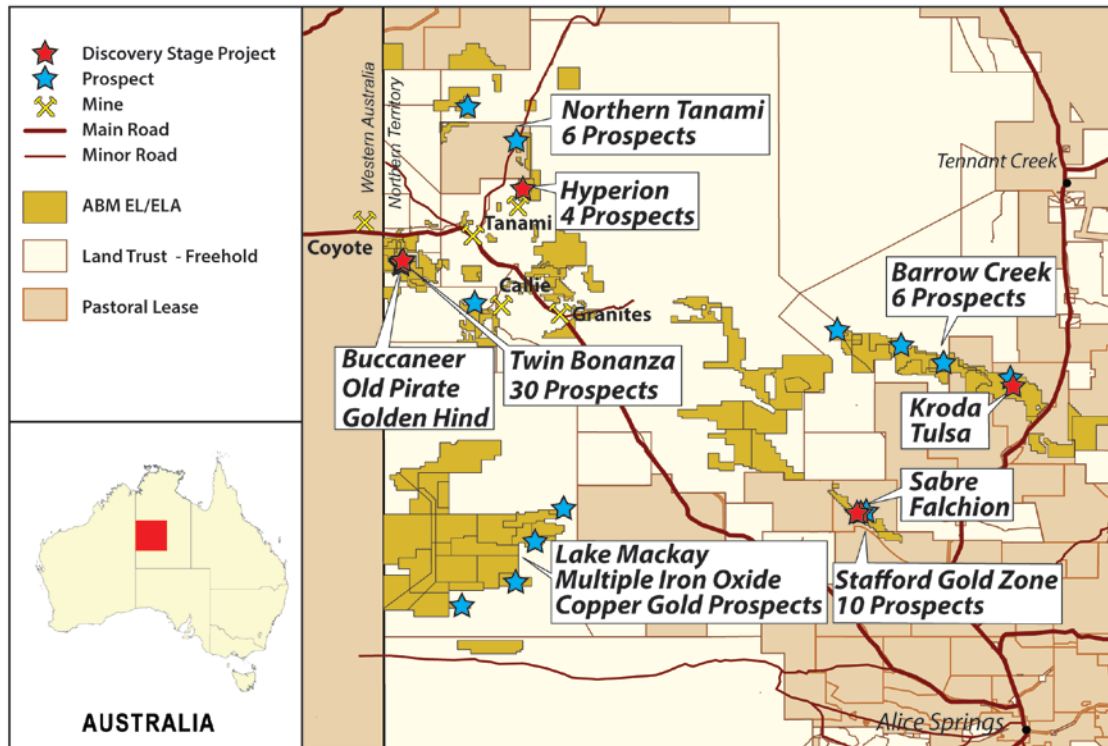 Discovery Stage Project
Prospect
Mine
Main Road
Minor Road
ABM EL/ELA
Land Trust - Freehold
Pastoral Lease
AUSTRALIA
Western Australia
Northern Territory
Northern Tanami
6 Prospects
Hyperion
4 Prospects
Tanami
Coyote
Callie
Granites
Buccaneer
Old Pirate
Golden Hind
Twin Bonanza
30 Prospects
Tennant Creek
Barrow Creek
6 Prospects
Kroda
Tulsa
Sabre
Falchion
Stafford Gold Zone
10 Prospects
Lake Mackay
Multiple Iron Oxide
Copper Gold Prospects
Alice Springs